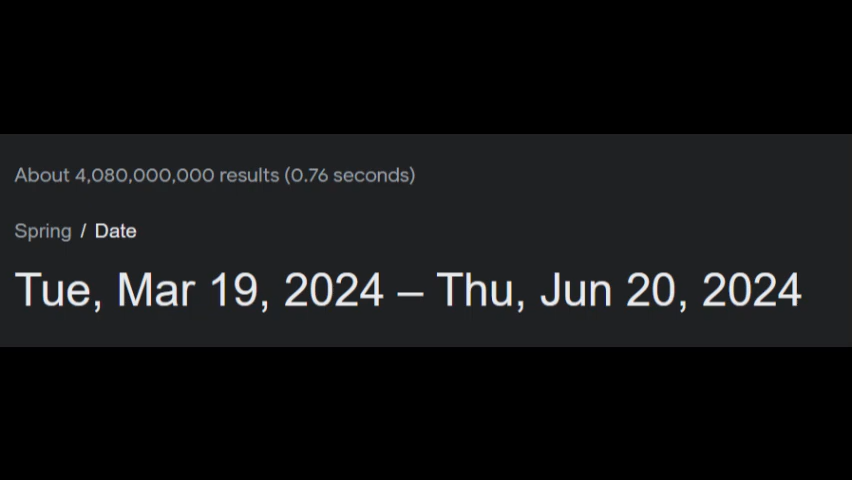 About 4,080,000,000 results (0.76 seconds)
Spring / Date
Tue, Mar 19, 2024 – Thu, Jun 20, 2024